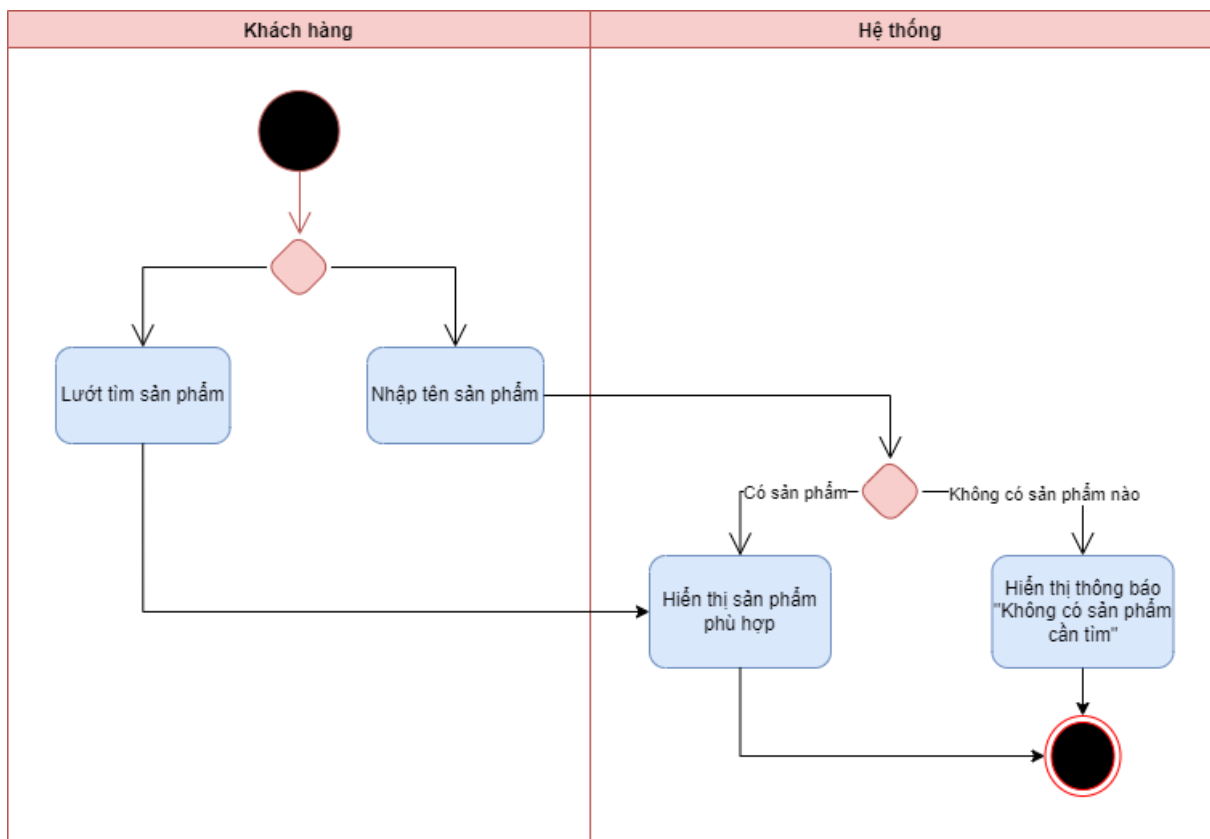 Khách hàng
Hệ thống
Lướt tìm sản phẩm
Nhập tên sản phẩm
Có sản phẩm
Không có sản phẩm nào
Hiển thị sản phẩm
phù hợp
Hiển thị thông báo
"Không có sản phẩm
cần tìm"